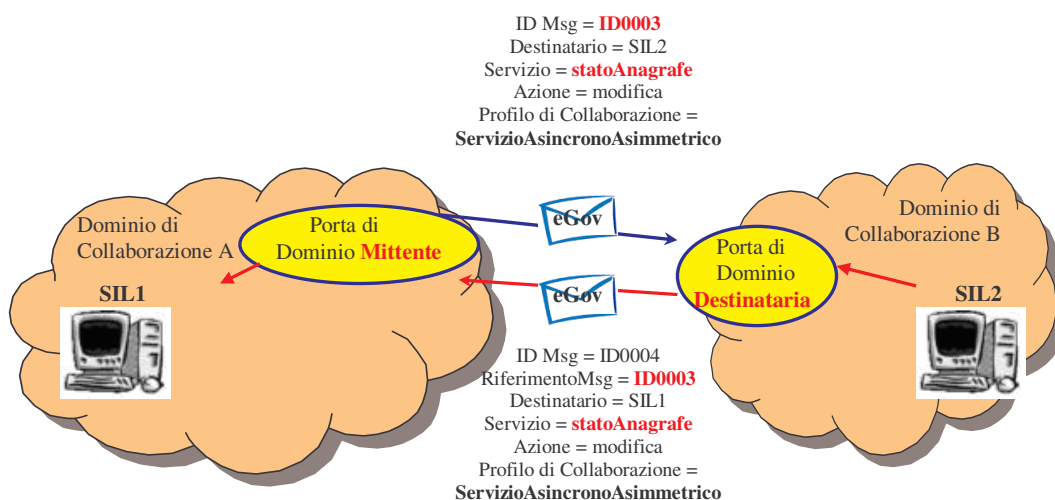 ID Msg = ID0003
Destinatario = SIL2
Servizio = statoAnagrafe
Azione = modifica
Profilo di Collaborazione =
ServizioAsincronoAsimmetrico
Dominio di
Collaborazione A
Porta di
Dominio Mittente
eGov
Porta di
Dominio
Destinataria
Dominio di
Collaborazione B
SIL1
eGov
SIL2
ID Msg = ID0004
RiferimentoMsg = ID0003
Destinatario = SIL1
Servizio = statoAnagrafe
Azione = modifica
Profilo di Collaborazione =
ServizioAsincronoAsimmetrico